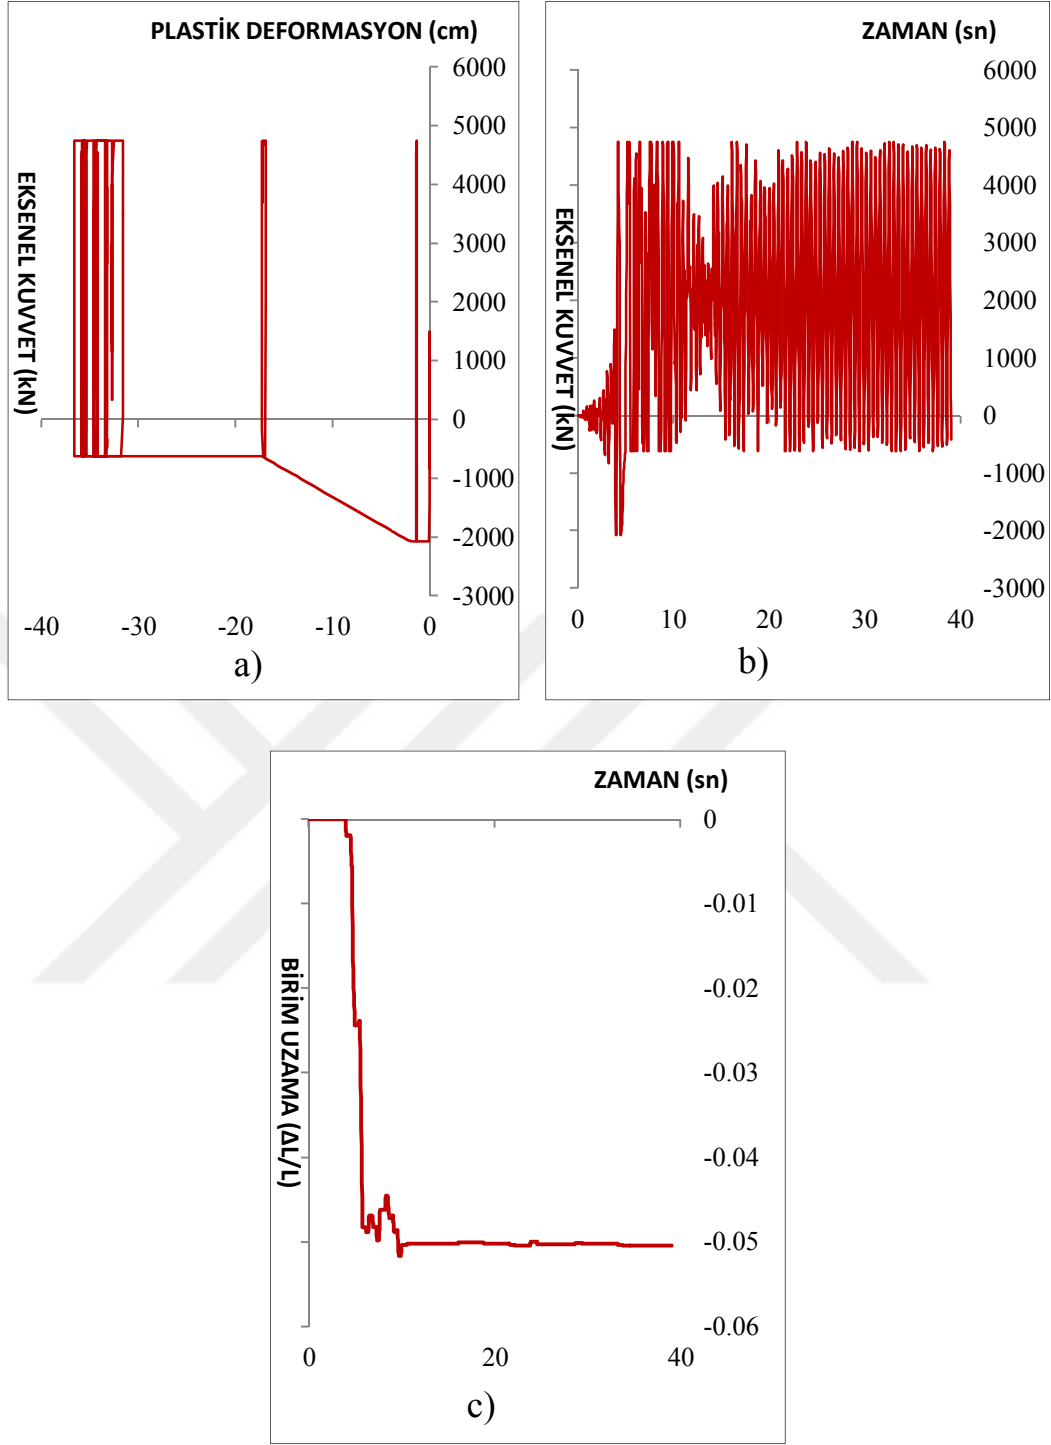 PLASTİK DEFORMASYON (cm)
6000
5000
4000
3000
2000
1000
0
-1000
-2000
-3000
EKSENEL KUVVET (kN)
-40 -30 -20 -10 0
a)
ZAMAN (sn)
6000
5000
4000
3000
2000
1000
0
-1000
-2000
-3000
EKSENEL KUVVET (kN)
0 10 20 30 40
b)
ZAMAN (sn)
0
-0.01
-0.02
-0.03
-0.04
-0.05
-0.06
BİRİM UZAMA (ΔL/L)
0 20 40
c)